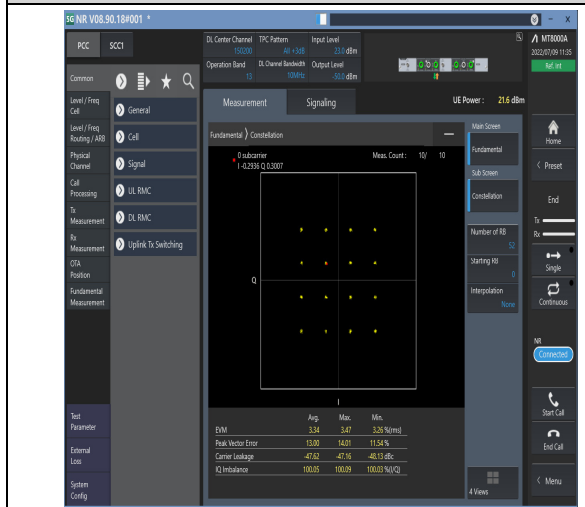 5G NR V08.90.18#001 *
PCC SCC1
DL Center Channel TPC Pattern Input Level
150200 All +3dB 23.0 dBm
Operation Band DL Channel Bandwidth Output Level
13 10MHz -50.0 dBm
MT8000A
2022/07/09 11:35
Ref. Int
Common
Level / Freq
Cell
Level / Freq
Routing / ARB
Physical
Channel
Call
Processing
Tx
Measurement
Rx
Measurement
OTA
Position
Fundamental
Measurement
Test
Parameter
External
Loss
System
Config
General
Cell
Signal
UL RMC
DL RMC
Uplink Tx Switching
Measurement Signaling
UE Power : 21.6 dBm
Fundamental Constellation
0 subcarrier Meas. Count : 10/ 10
I -0.2936 Q 0.3007
Q
I
Avg. Max. Min.
EVM 3.34 3.47 3.26 %(rms)
Peak Vector Error 13.00 14.01 11.54 %
Carrier Leakage -47.62 -47.16 -48.13 dBc
IQ Imbalance 100.05 100.09 100.03 %(I/Q)
Main Screen
Fundamental
Sub Screen
Constellation
Number of RB
52
Starting RB
0
Interpolation
None
4 Views
Home
Preset
End
Tx
Rx
Single
Continuous
NR
Connected
Start Call
End Call
Menu